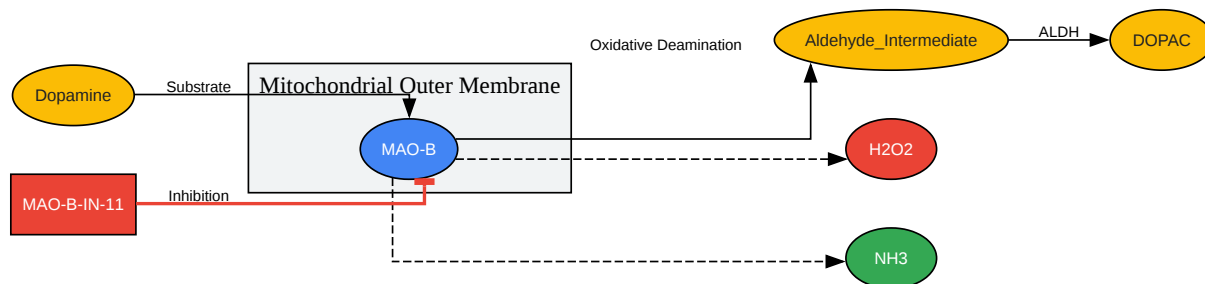 Oxidative Deamination
Aldehyde_Intermediate
ALDH
DOPAC
Mitochondrial Outer Membrane
Dopamine
Substrate
MAO-B
H2O2
MAO-B-IN-11
Inhibition
NH3